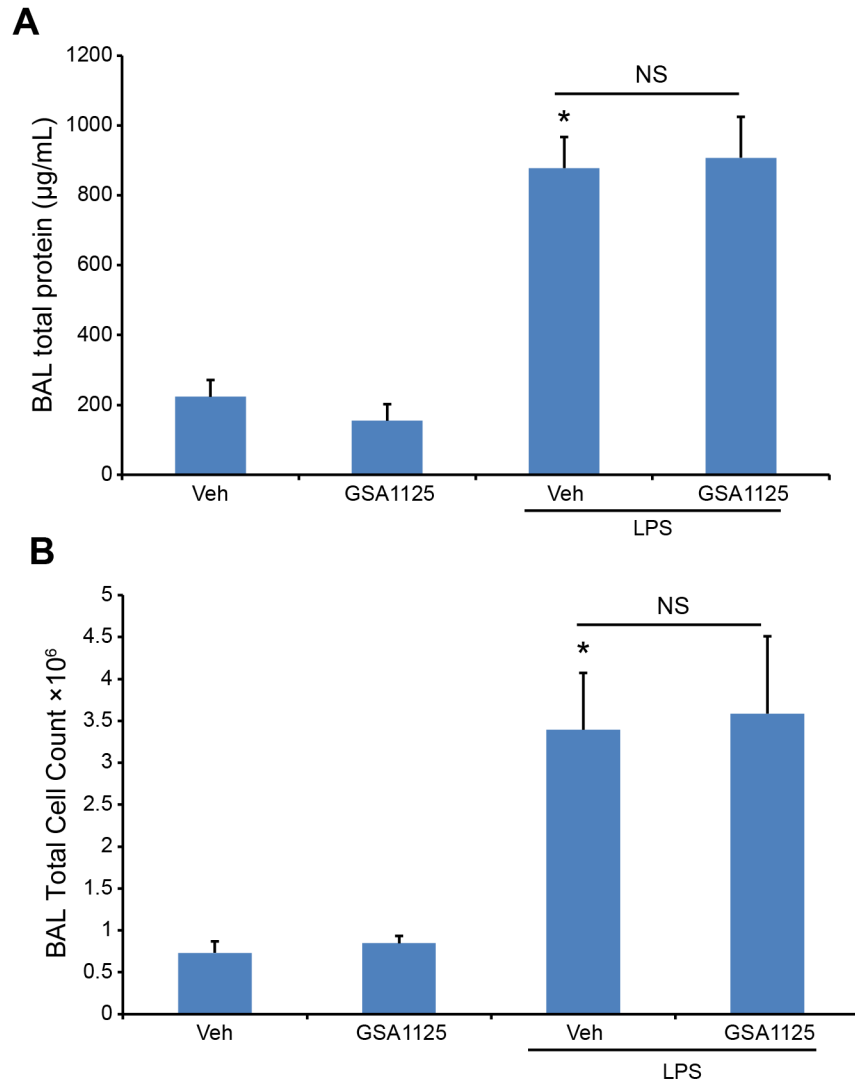 A
BAL total protein (µg/mL)
1200
1000
800
600
400
200
0
NS
*
Veh
GSA1125
Veh
GSA1125
LPS
B
BAL Total Cell Count ×10⁶
5
4.5
4
3.5
3
2.5
2
1.5
1
0.5
0
NS
*
Veh
GSA1125
Veh
GSA1125
LPS